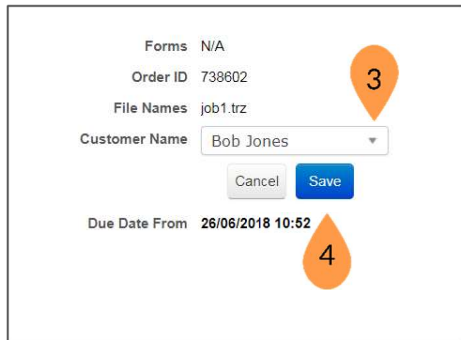 Forms N/A
Order ID 738602
3
File Names job1.trz
Customer Name Bob Jones
Cancel Save
Due Date From 26/06/2018 10:52
4